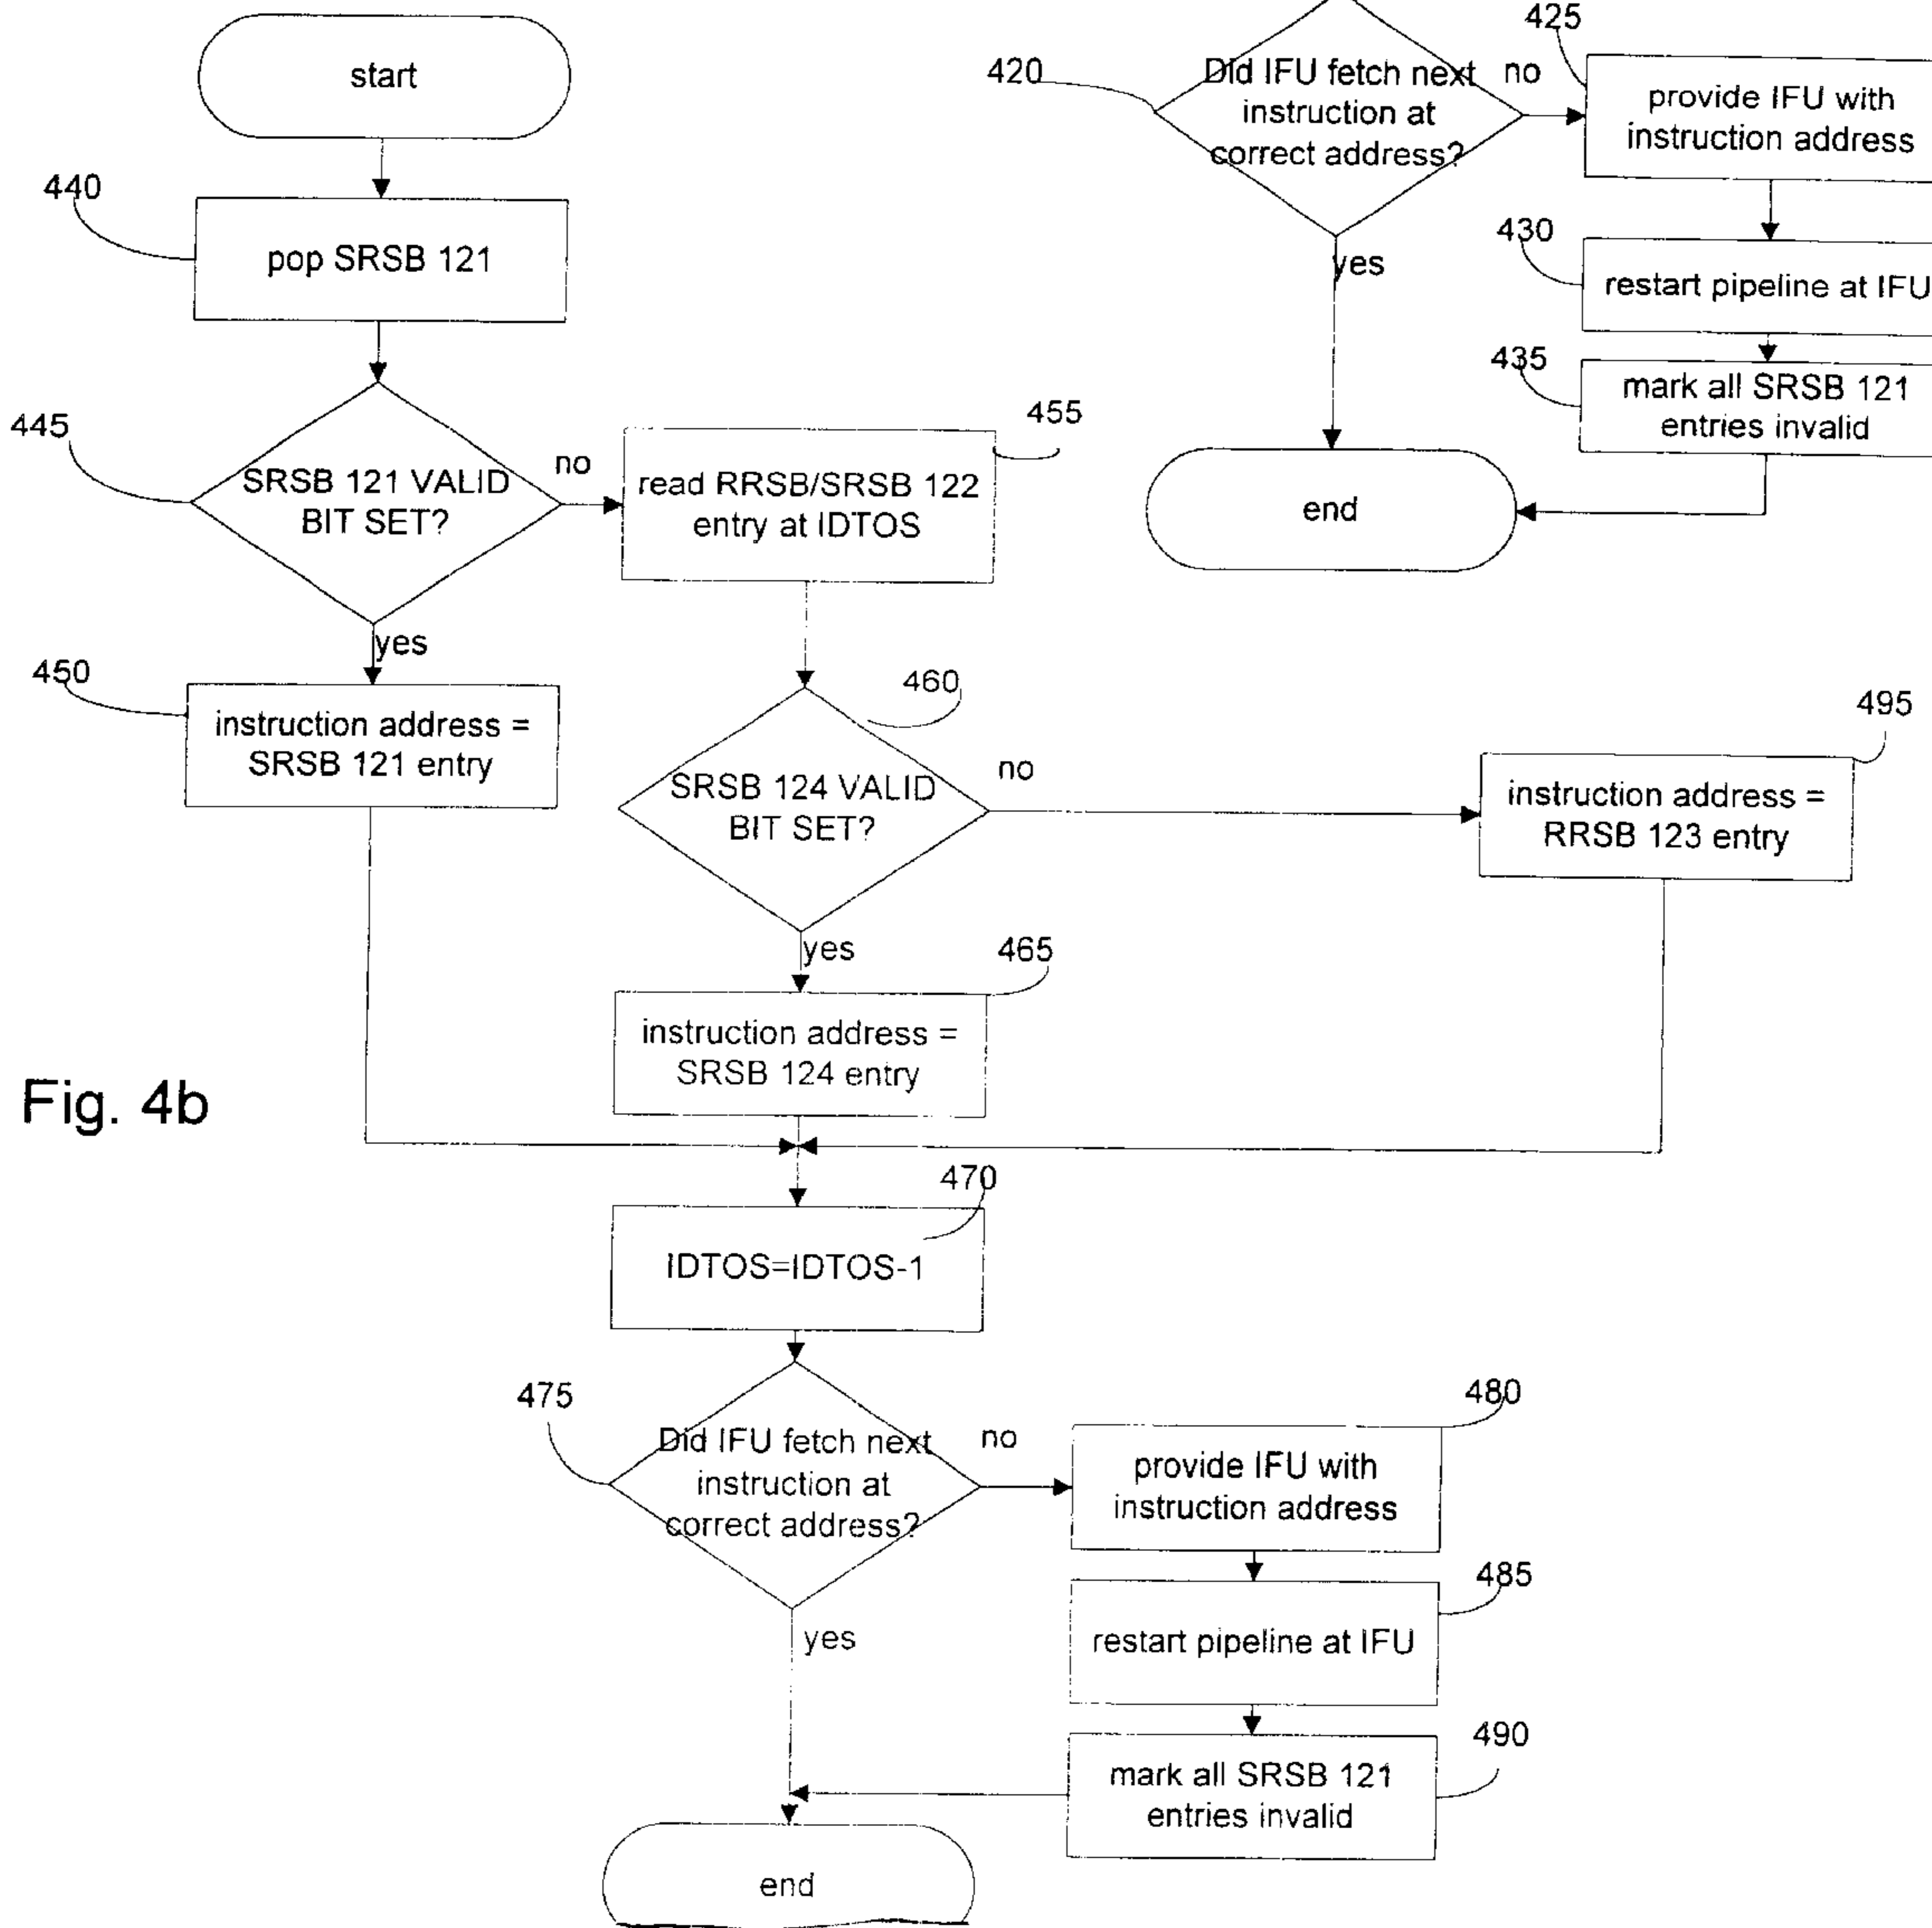 start
440
pop SRSB 121
445
SRSB 121 VALID
BIT SET?
no
yes
455
read RRSB/SRSB 122
entry at IDTOS
450
instruction address =
SRSB 121 entry
460
SRSB 124 VALID
BIT SET?
no
yes
495
instruction address =
RRSB 123 entry
465
instruction address =
SRSB 124 entry
Fig. 4b
470
IDTOS=IDTOS-1
475
Did IFU fetch next
instruction at
correct address?
no
yes
480
provide IFU with
instruction address
485
restart pipeline at IFU
490
mark all SRSB 121
entries invalid
end
420
Did IFU fetch next
instruction at
correct address?
no
yes
425
provide IFU with
instruction address
430
restart pipeline at IFU
435
mark all SRSB 121
entries invalid
end